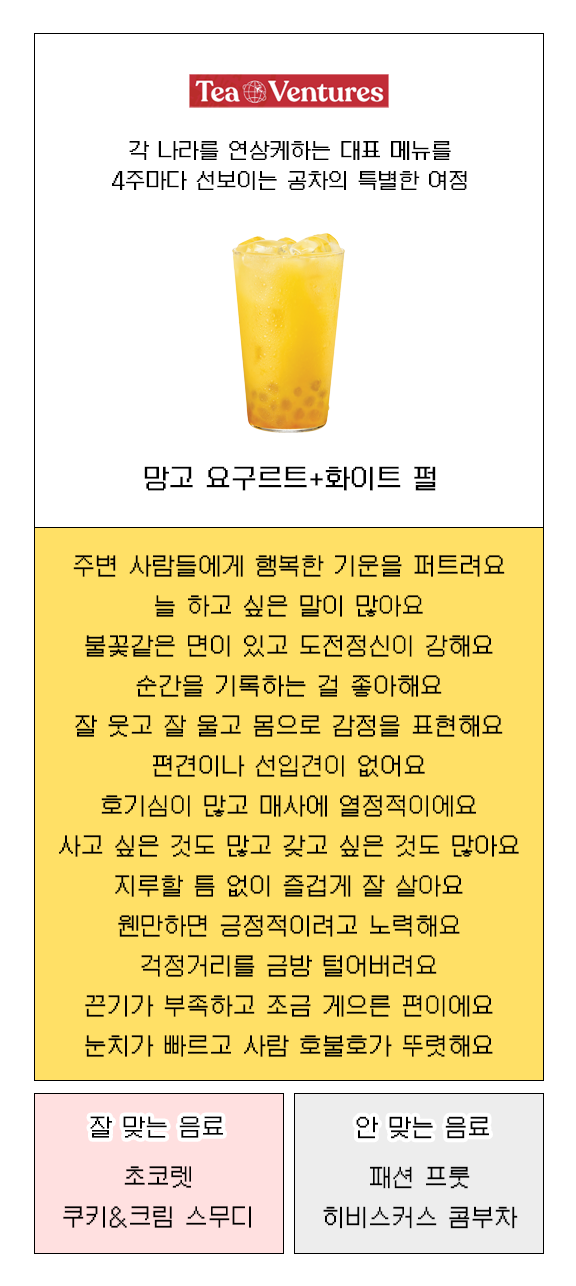 Tea Ventures
각 나라를 연상케하는 대표 메뉴를
4주마다 선보이는 공차의 특별한 여정
망고 요구르트+화이트 펄
주변 사람들에게 행복한 기운을 퍼트려요
늘 하고 싶은 말이 많아요
불꽃같은 면이 있고 도전정신이 강해요
순간을 기록하는 걸 좋아해요
잘 웃고 잘 울고 몸으로 감정을 표현해요
편견이나 선입견이 없어요
호기심이 많고 매사에 열정적이에요
사고 싶은 것도 많고 갖고 싶은 것도 많아요
지루할 틈 없이 즐겁게 잘 살아요
웬만하면 긍정적이려고 노력해요
걱정거리를 금방 털어버려요
끈기가 부족하고 조금 게으른 편이에요
눈치가 빠르고 사람 호불호가 뚜렷해요
잘 맞는 음료
초코렛
쿠키&크림 스무디
안 맞는 음료
패션 프룻
히비스커스 콤부차